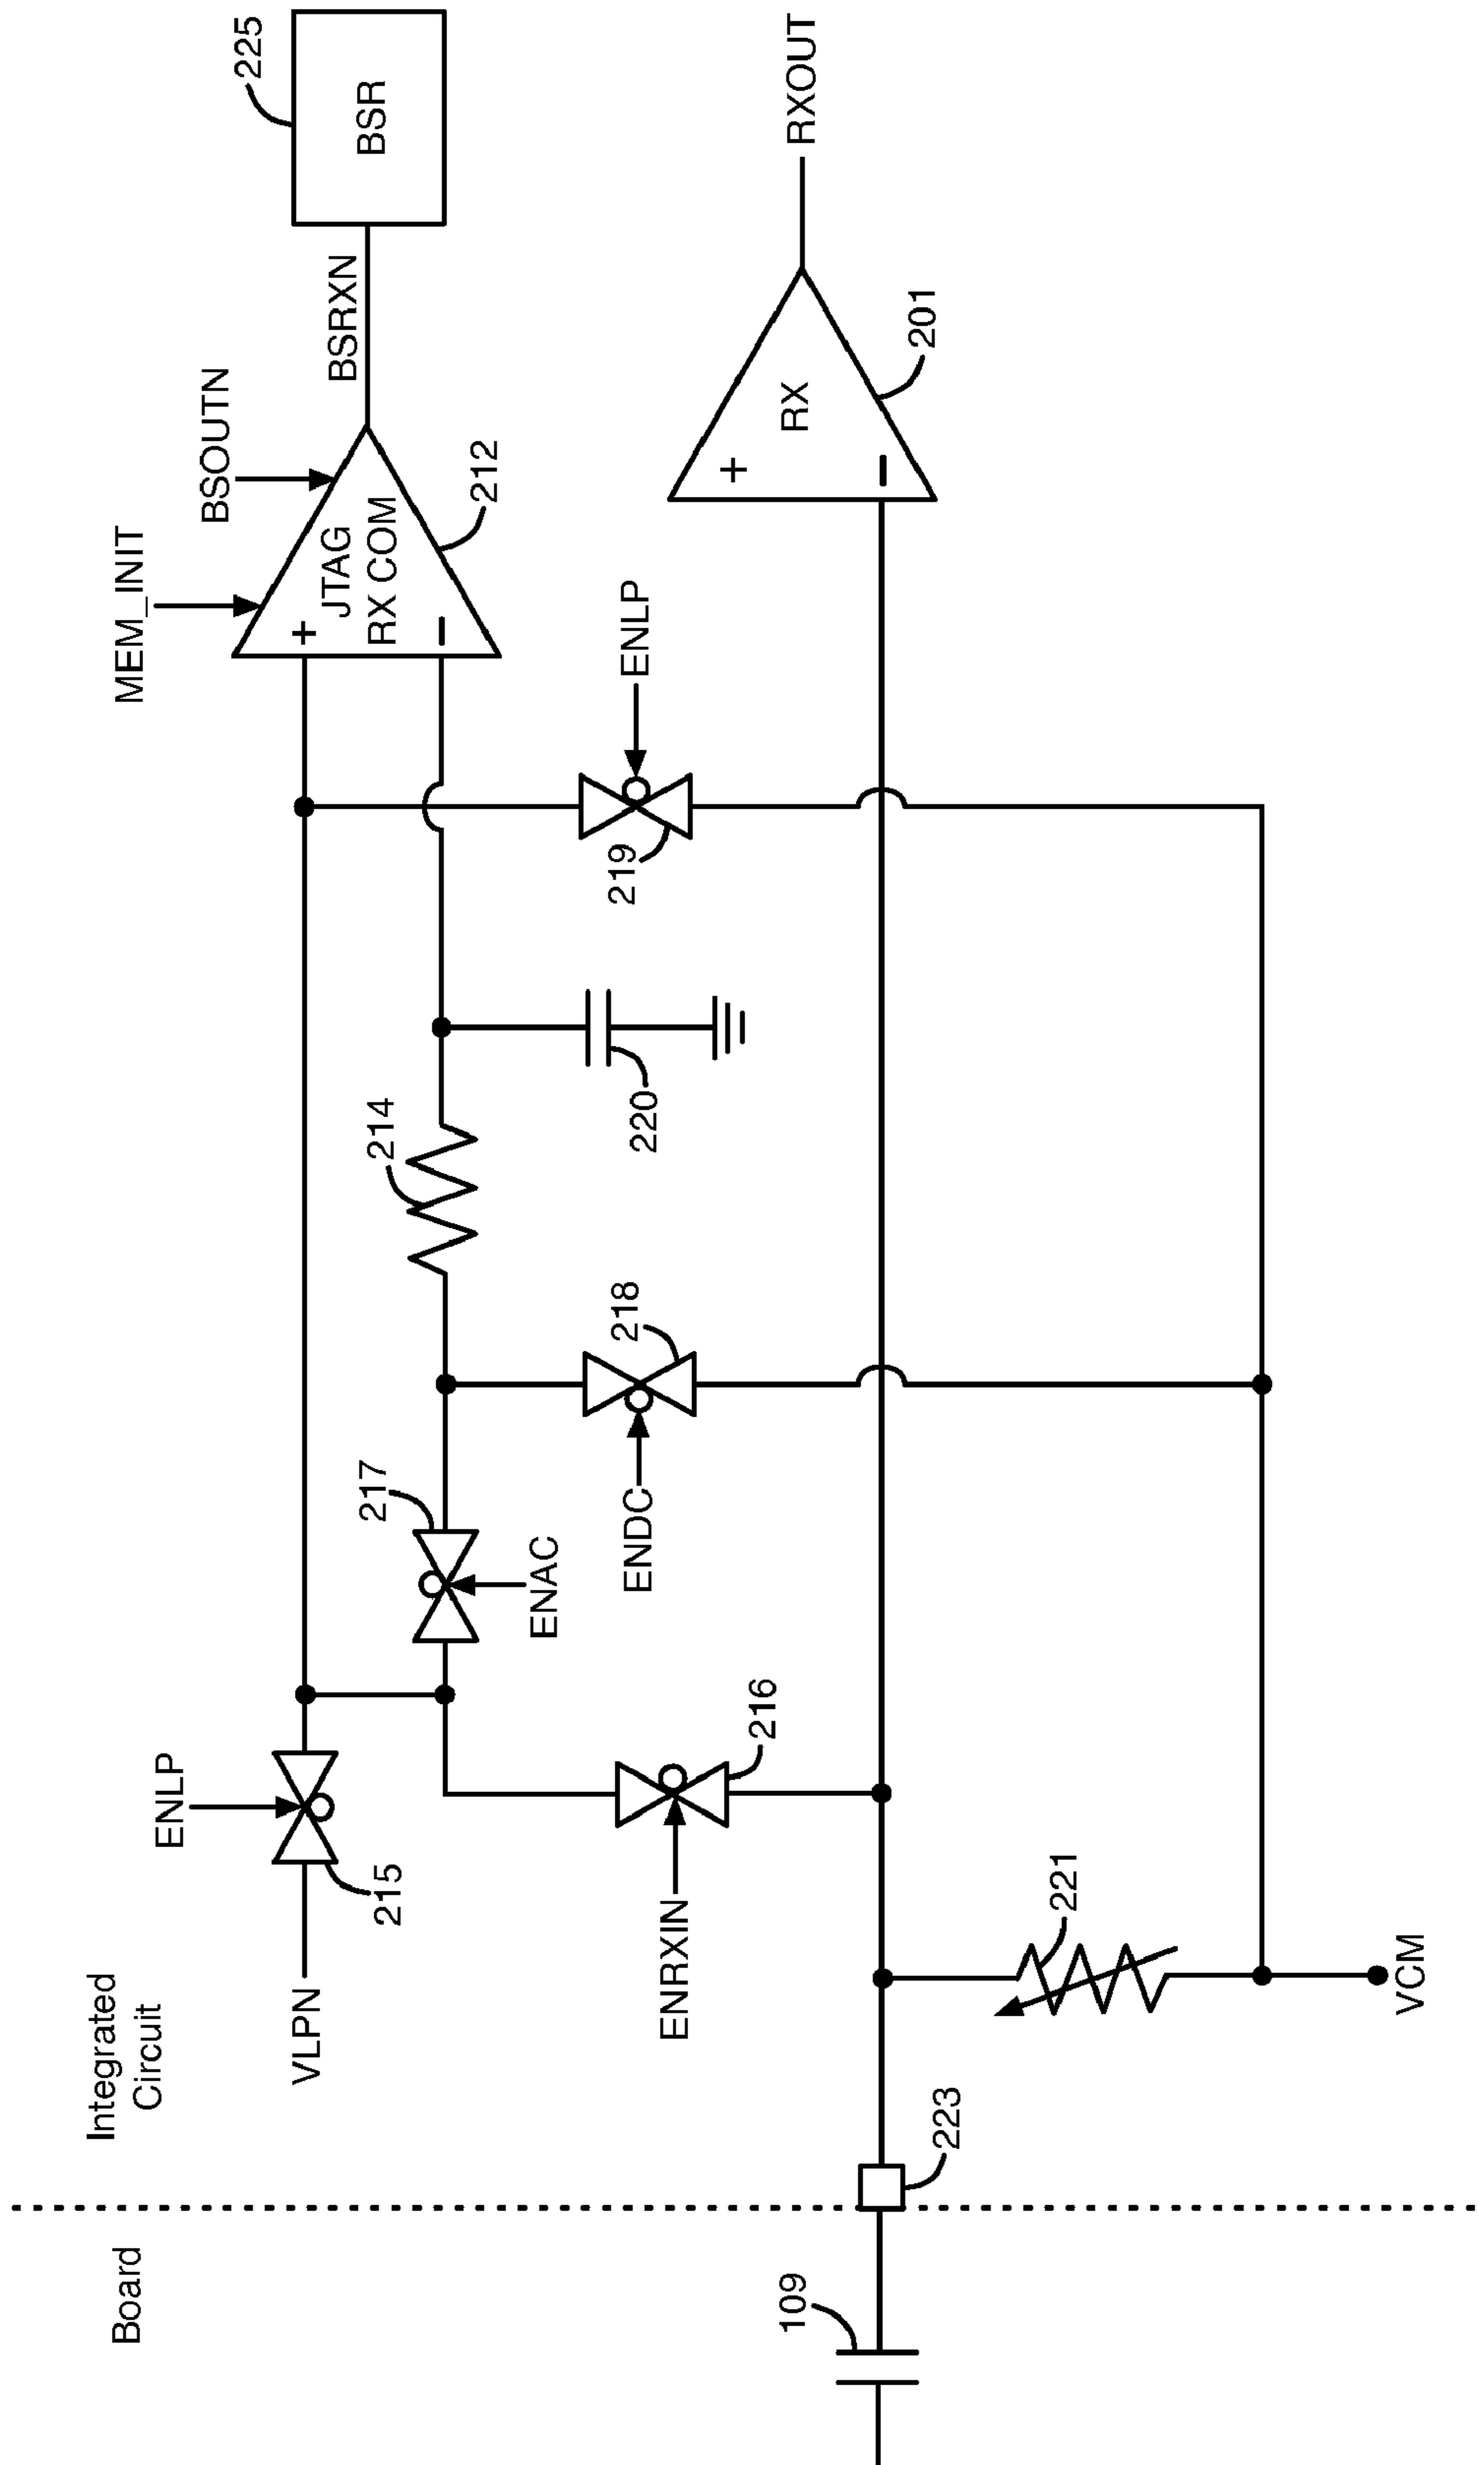 Board
Integrated
Circuit
109
223
VLPN
ENLP
215
ENRXIN
216
221
VCM
217
ENAC
ENDC
218
214
220
219
ENLP
MEM_INIT
BSOUTN
+
JTAG
RX COM
−
212
BSRXN
BSR
225
+
RX
−
201
RXOUT